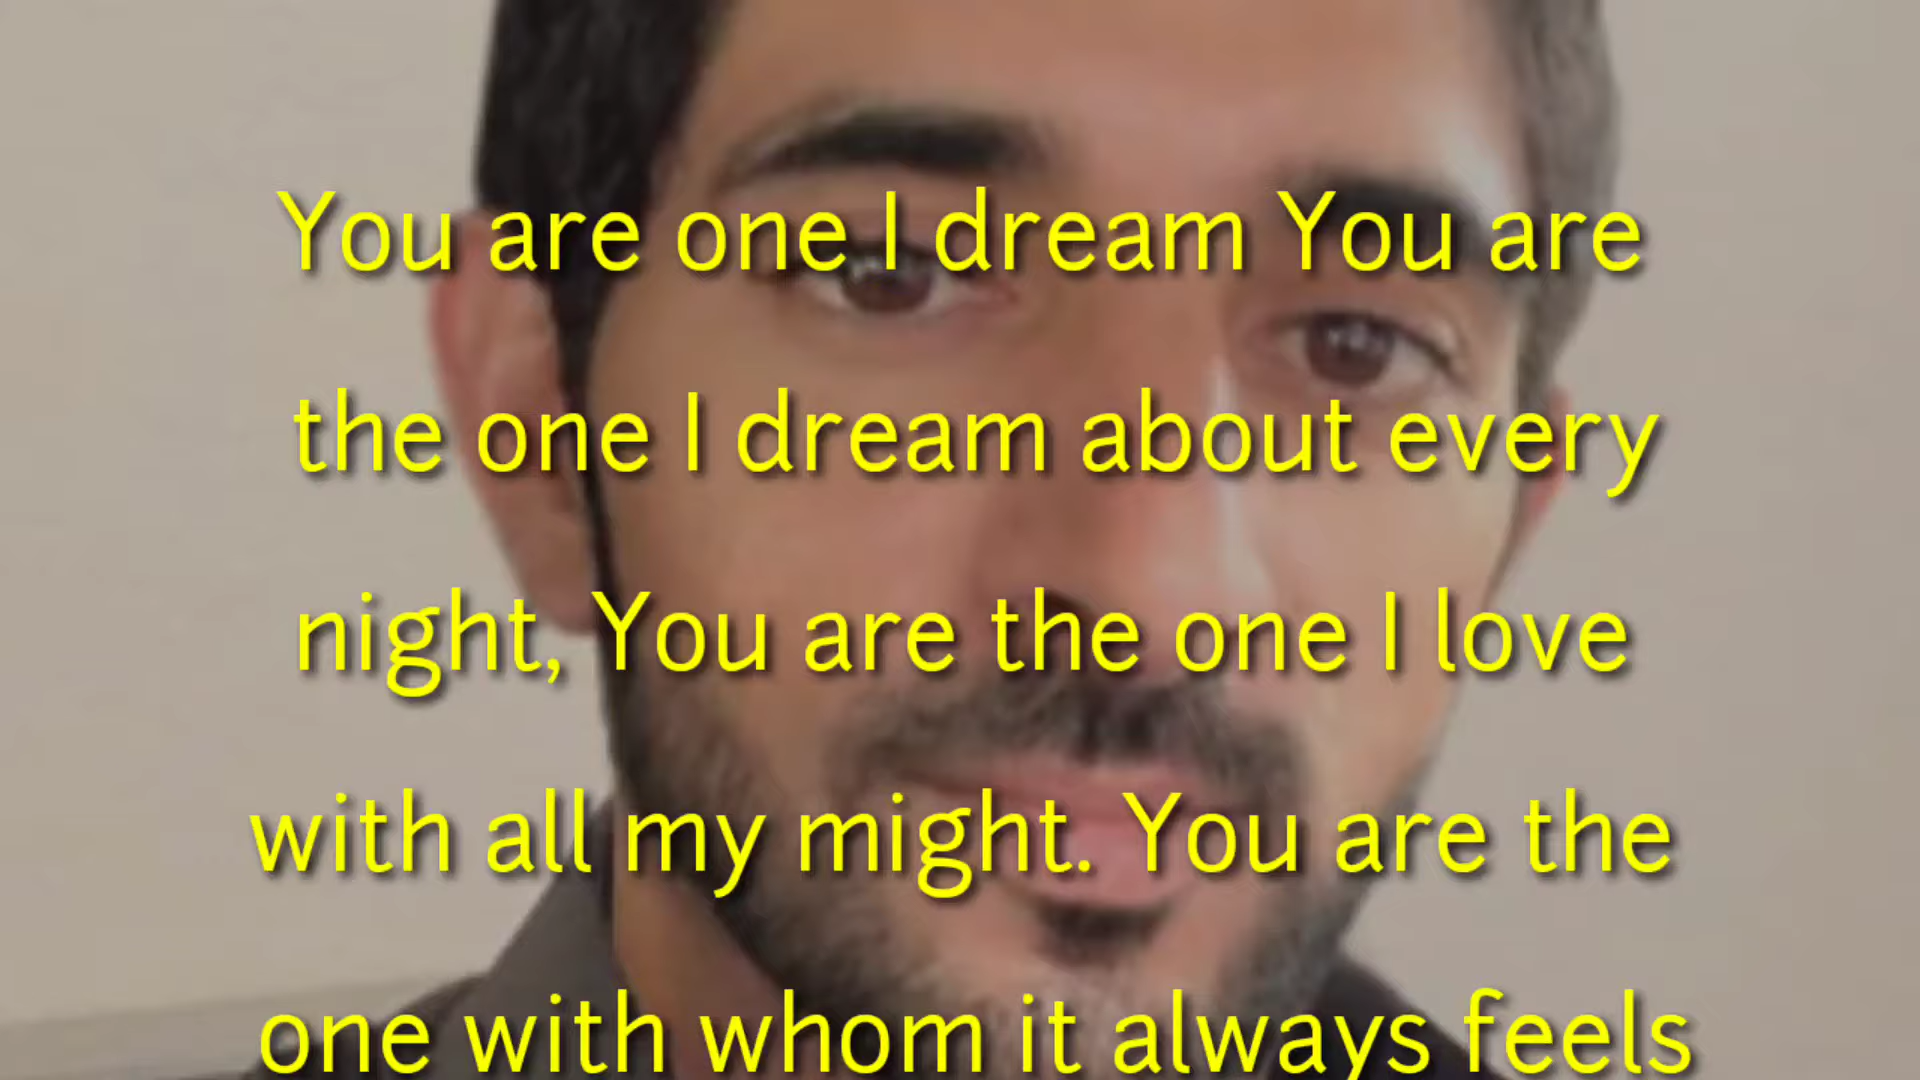 You are one I dream You are
the one I dream about every
night, You are the one I love
with all my might. You are the
one with whom it always feels